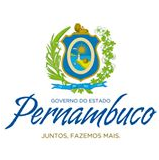 GOVERNO DO ESTADO
Pernambuco
JUNTOS, FAZEMOS MAIS.